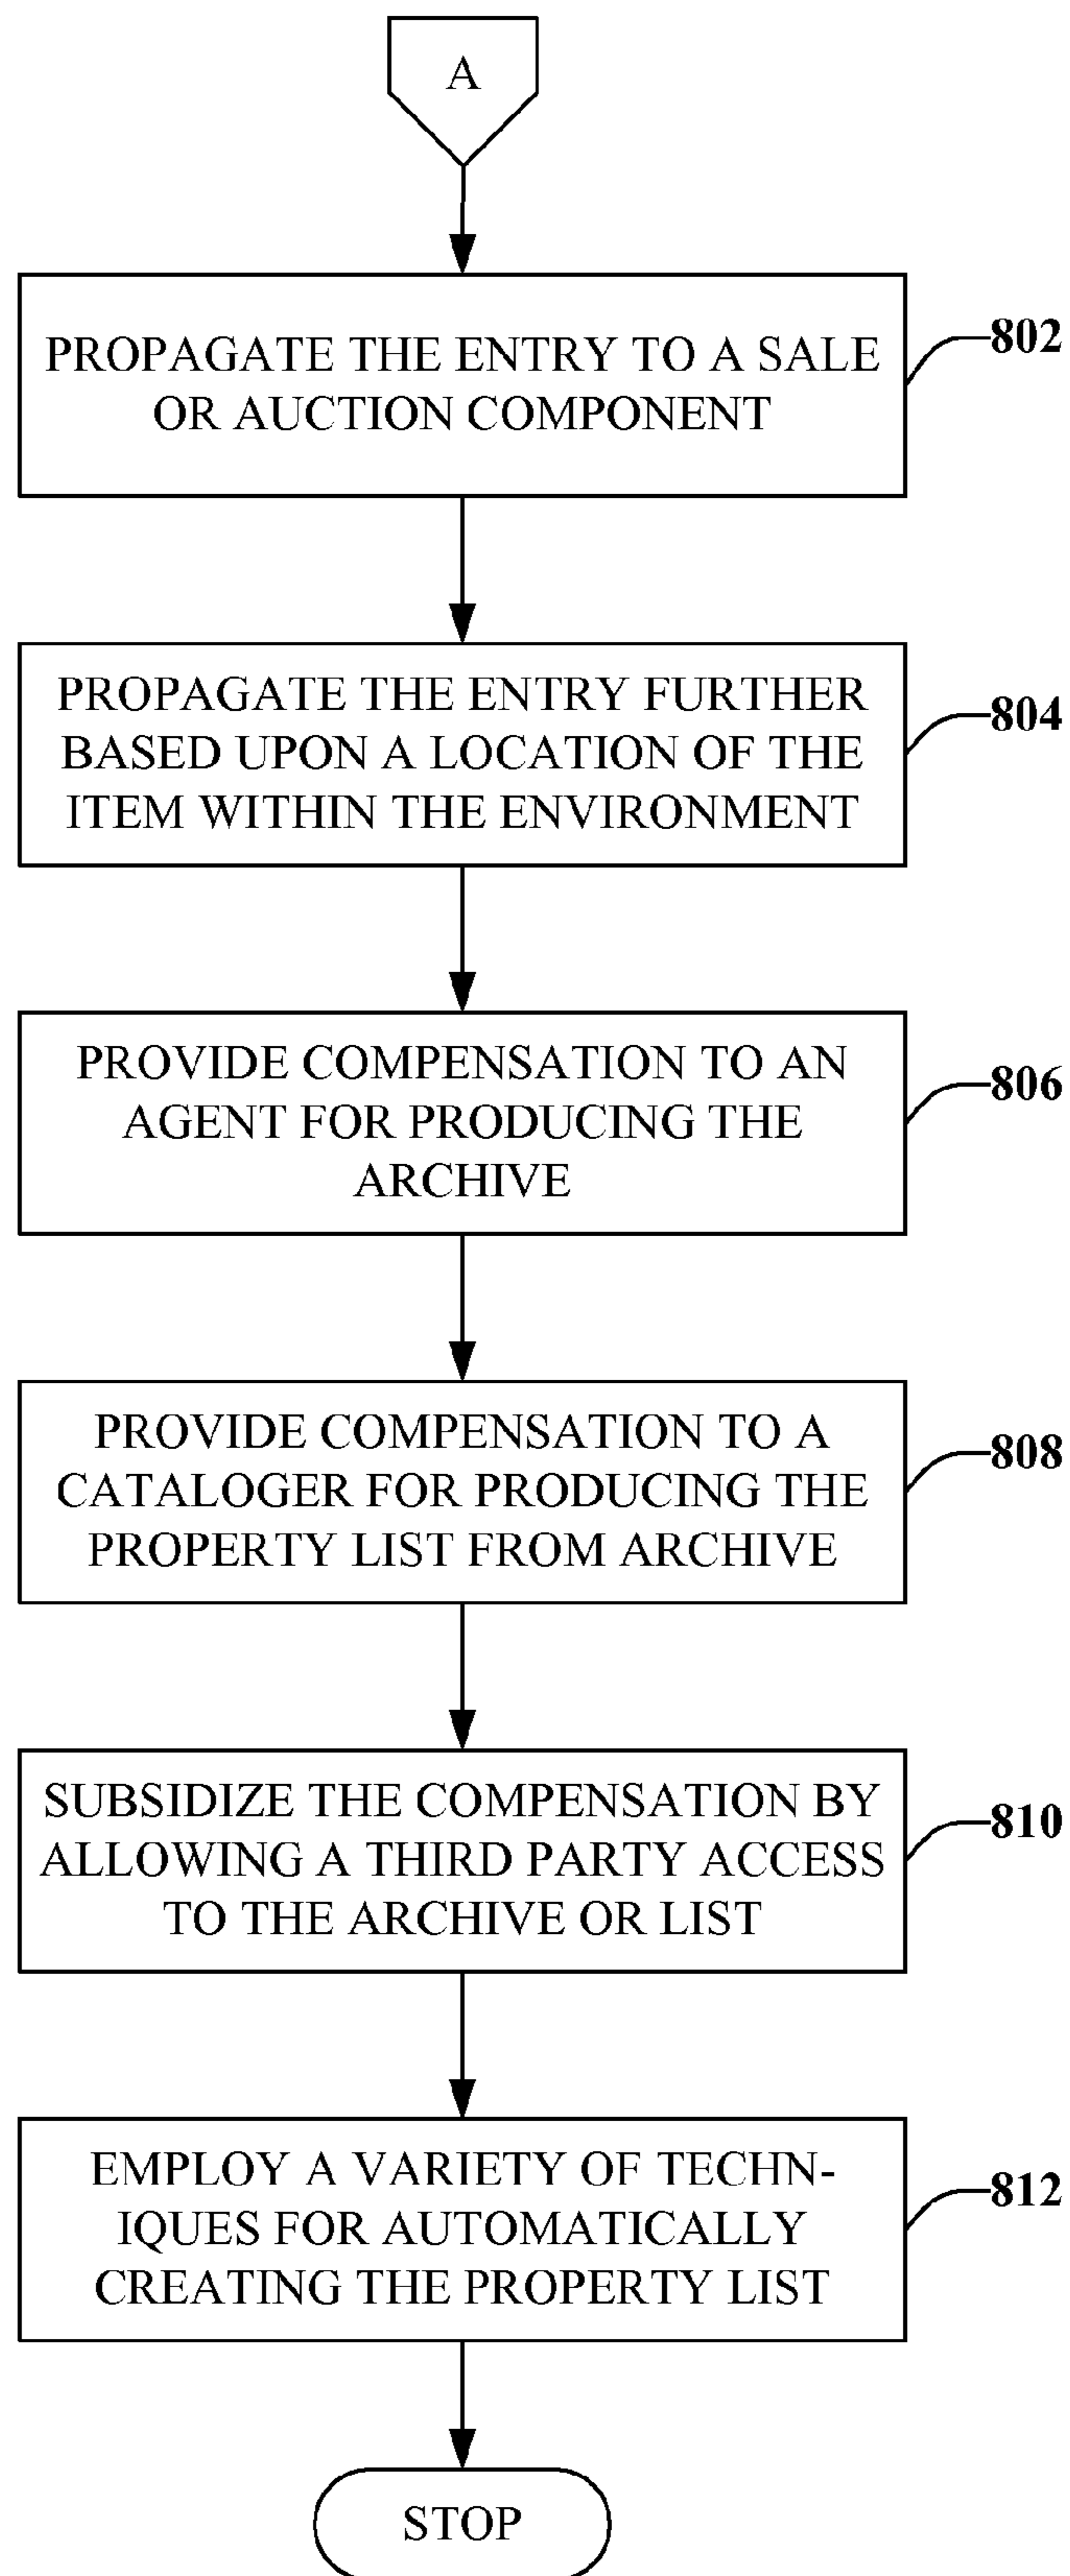 A
PROPAGATE THE ENTRY TO A SALE
OR AUCTION COMPONENT
802
PROPAGATE THE ENTRY FURTHER
BASED UPON A LOCATION OF THE
ITEM WITHIN THE ENVIRONMENT
804
PROVIDE COMPENSATION TO AN
AGENT FOR PRODUCING THE
ARCHIVE
806
PROVIDE COMPENSATION TO A
CATALOGER FOR PRODUCING THE
PROPERTY LIST FROM ARCHIVE
808
SUBSIDIZE THE COMPENSATION BY
ALLOWING A THIRD PARTY ACCESS
TO THE ARCHIVE OR LIST
810
EMPLOY A VARIETY OF TECHN-
IQUES FOR AUTOMATICALLY
CREATING THE PROPERTY LIST
812
STOP